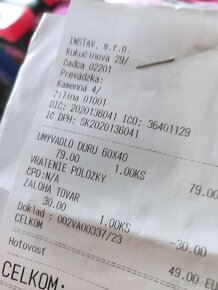 INSTAV, s.r.o.
Kukučínova 29/
Čadca 02201
Prevádzka:
Kamenná 4/
Žilina 01001
DIČ: 2020136041 IČO: 36401129
IČ DPH: SK2020136041
UMYVADLO DURU 60X40
79.00 1.00KS 79.00
VRATENIE POLOŽKY
ČPD:N/A
ZALOHA TOVAR
30.00 1.00KS -30.00
Doklad : 002VA00337/23
CELKOM:
Hotovosť 49.00 EU
CELKOM: